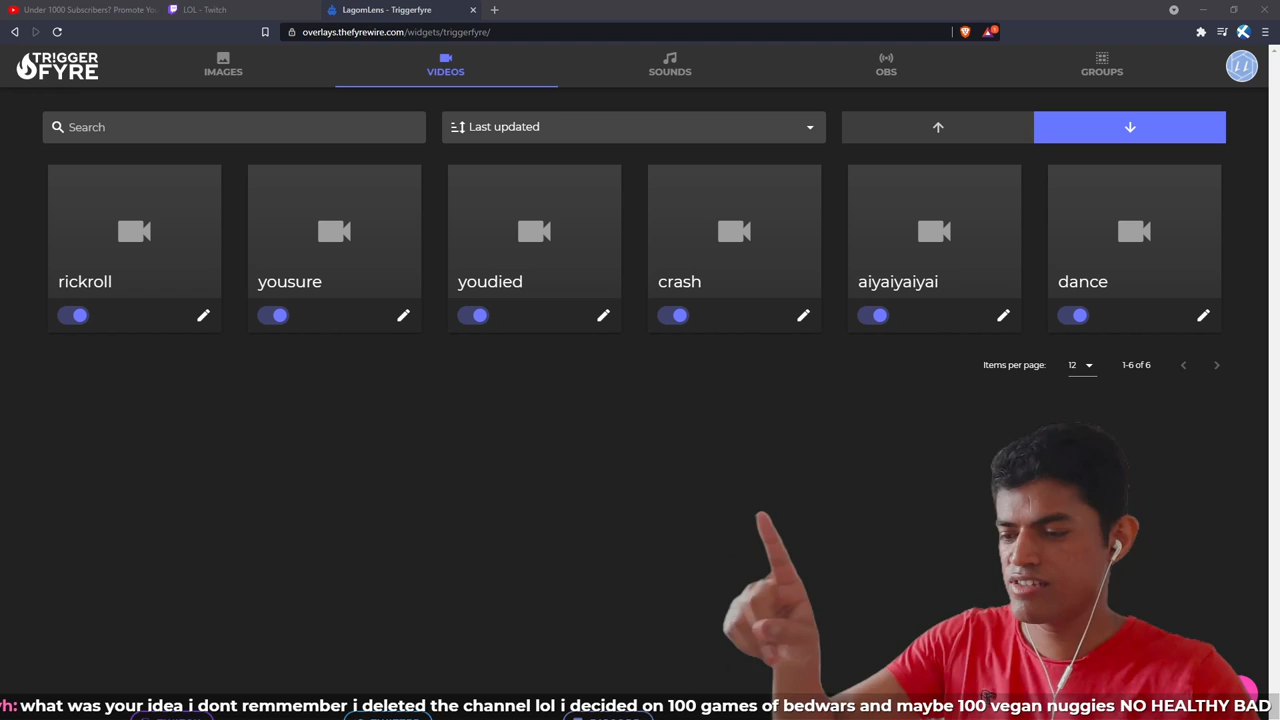 Under 1000 Subscribers? Promote Yo
LOL - Twitch
LagomLens - Triggerfyre
overlays.thefyrewire.com/widgets/triggerfyre/
TRIGGER
FYRE
IMAGES
VIDEOS
SOUNDS
OBS
GROUPS
Search
Last updated
rickroll
yousure
youdied
crash
aiyaiyaiyai
dance
Items per page:
12
1-6 of 6
yh: what was your idea i dont remmember i deleted the channel lol i decided on 100 games of bedwars and maybe 100 vegan nuggies NO HEALTHY BAD